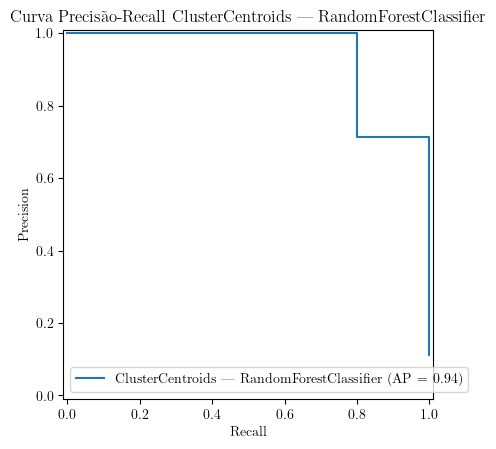 Curva Precisão-Recall ClusterCentroids — RandomForestClassifier
1.0
0.8
0.6
0.4
0.2
0.0
Precision
ClusterCentroids — RandomForestClassifier (AP = 0.94)
0.0 0.2 0.4 0.6 0.8 1.0
Recall